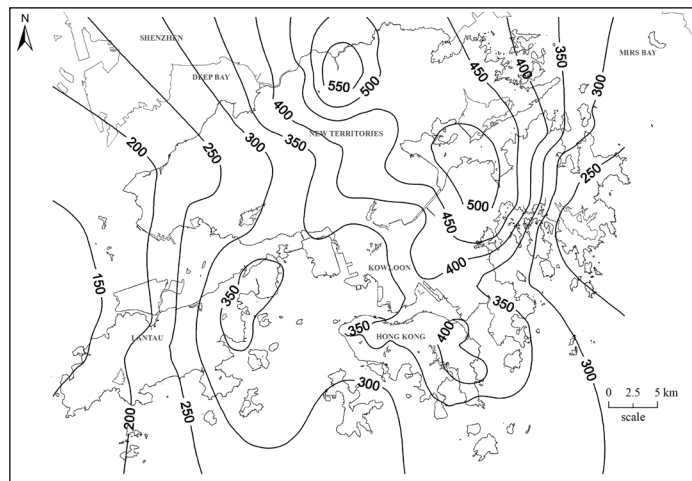 N
SHENZHEN
MIRS BAY
DEEP BAY
NEW TERRITORIES
KOWLOON
LANTAU
HONG KONG
550
500
450
400
350
300
400
350
300
250
200
250
500
450
400
350
150
350
350
400
300
300
250
200
0 2.5 5 km
scale